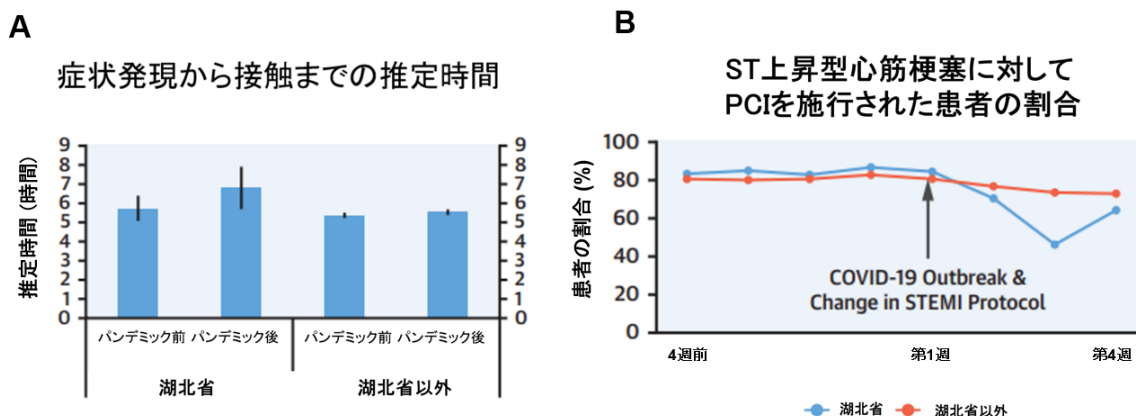 A
症状発現から接触までの推定時間
推定時間 (時間)
9
8
7
6
5
4
3
2
1
0
9
8
7
6
5
4
3
2
1
0
パンデミック前 パンデミック後 パンデミック前 パンデミック後
湖北省 湖北省以外
B
ST上昇型心筋梗塞に対して
PCIを施行された患者の割合
患者の割合 (%)
100
80
60
40
20
0
COVID-19 Outbreak &
Change in STEMI Protocol
4週前 第1週 第4週
湖北省 湖北省以外